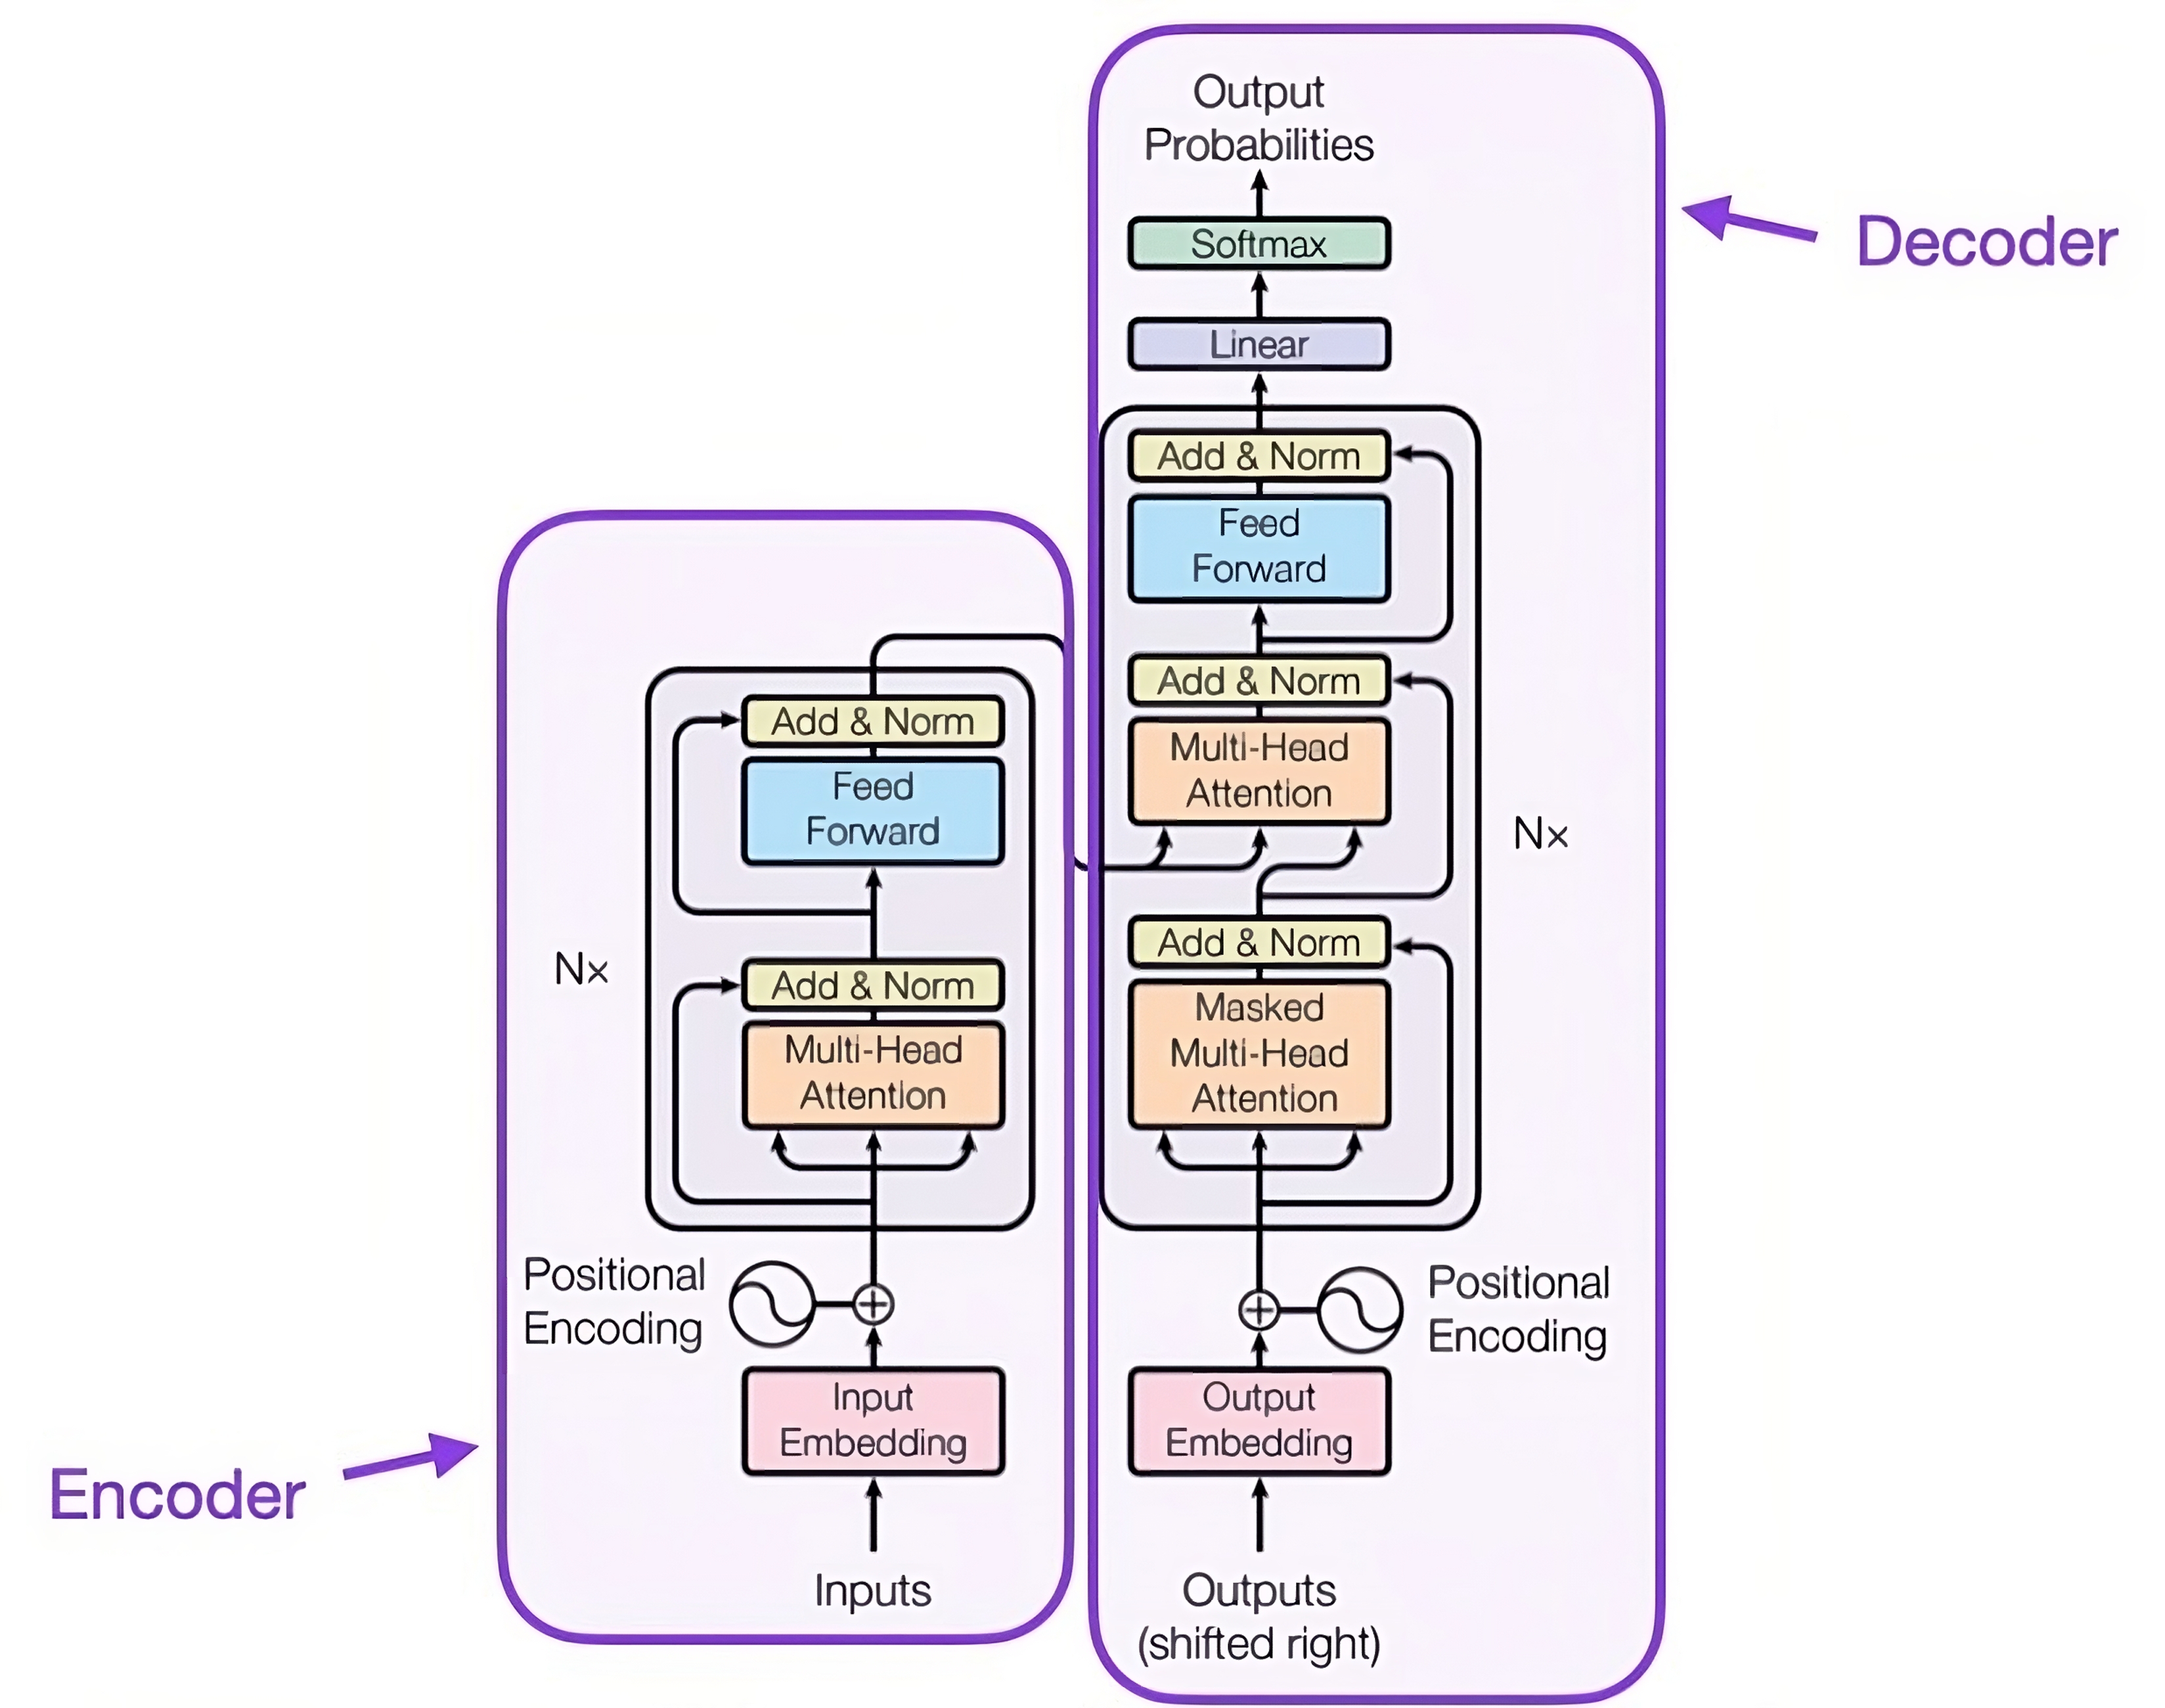 Output
Probabilities
Softmax
Linear
Add & Norm
Feed
Forward
Add & Norm
Multi-Head
Attention
Add & Norm
Masked
Multi-Head
Attention
Nx
Positional
Encoding
Output
Embedding
Outputs
(shifted right)
Decoder
Add & Norm
Feed
Forward
Add & Norm
Multi-Head
Attention
Nx
Positional
Encoding
Input
Embedding
Inputs
Encoder